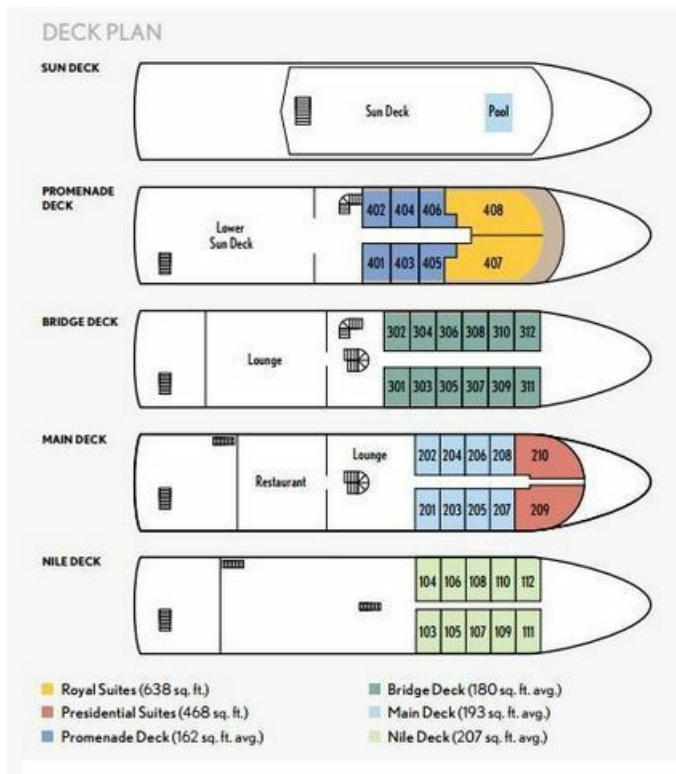 DECK PLAN
SUN DECK
Sun Deck
Pool
PROMENADE
DECK
Lower
Sun Deck
402 404 406 408
401 403 405 407
BRIDGE DECK
Lounge
302 304 306 308 310 312
301 303 305 307 309 311
MAIN DECK
Restaurant
Lounge
202 204 206 208 210
201 203 205 207 209
NILE DECK
104 106 108 110 112
103 105 107 109 111
Royal Suites (638 sq. ft.)
Presidential Suites (468 sq. ft.)
Promenade Deck (162 sq. ft. avg.)
Bridge Deck (180 sq. ft. avg.)
Main Deck (193 sq. ft. avg.)
Nile Deck (207 sq. ft. avg.)